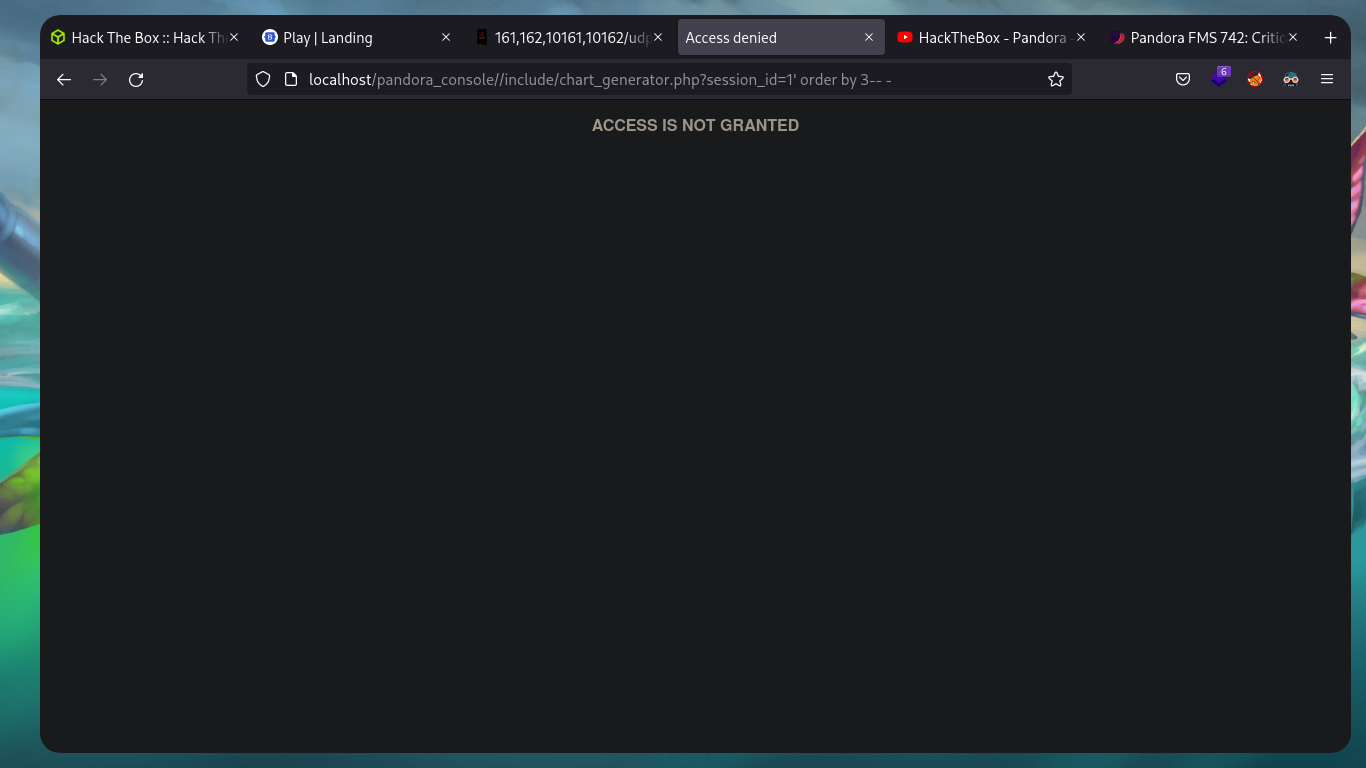 Hack The Box :: Hack Th
Play | Landing
161,162,10161,10162/udp
Access denied
HackTheBox - Pandora -
Pandora FMS 742: Critic
localhost/pandora_console//include/chart_generator.php?session_id=1' order by 3-- -
6
ACCESS IS NOT GRANTED